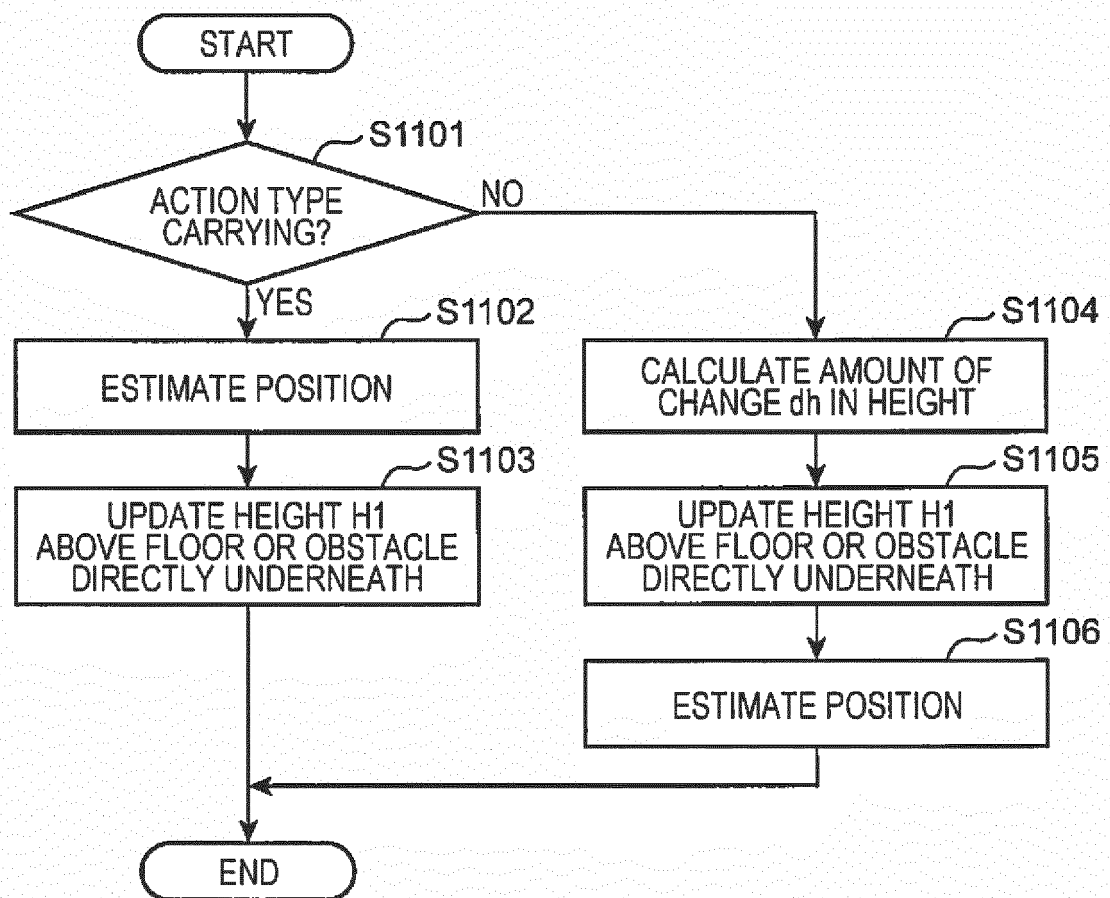 START
S1101
ACTION TYPE
CARRYING?
NO
YES
S1102
ESTIMATE POSITION
S1103
UPDATE HEIGHT H1
ABOVE FLOOR OR OBSTACLE
DIRECTLY UNDERNEATH
S1104
CALCULATE AMOUNT OF
CHANGE dh IN HEIGHT
S1105
UPDATE HEIGHT H1
ABOVE FLOOR OR OBSTACLE
DIRECTLY UNDERNEATH
S1106
ESTIMATE POSITION
END